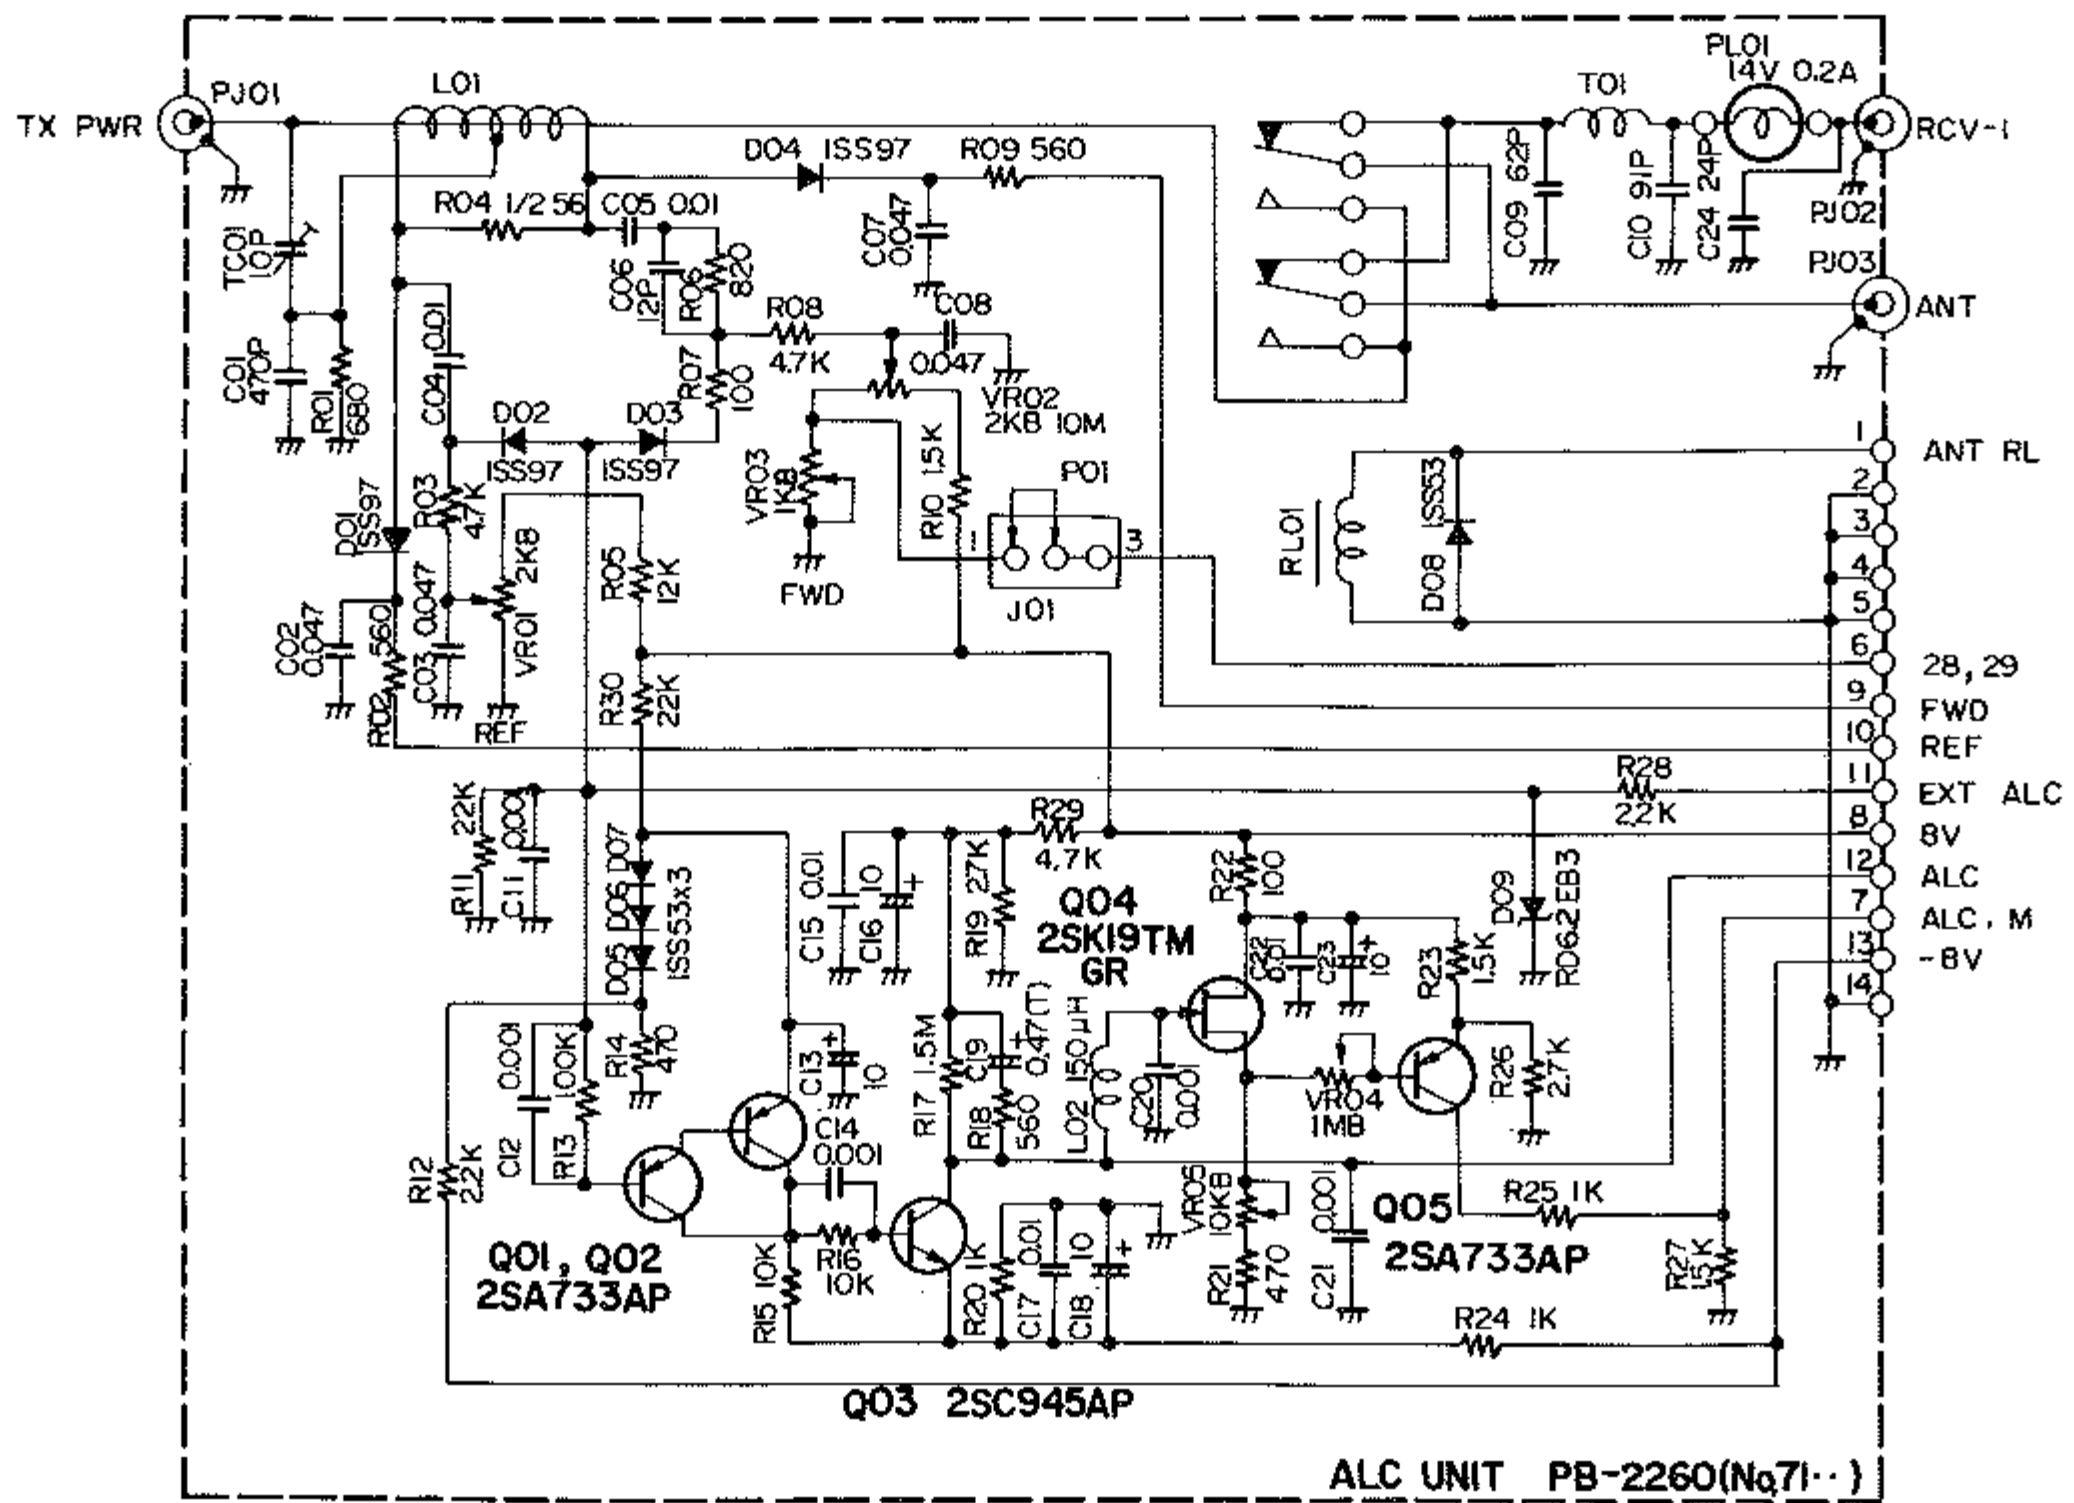 PL01
14V 0.2A
T01
PJ01
L01
TX PWR
RCV-1
D04 1SS97
R09 560
C09 62P
C10 91P
C24 24P
PJ02
R04 1/2 56
C05 0.01
TC01
10P
C06
12P
R06
820
C07
0.047
PJ03
ANT
C08
0.047
R08
4.7K
R07
100
C01
470P
R01
680
C04 0.01
D02
1SS97
D03
1SS97
VR02
2KB 10M
VR03
1KB
R10 1.5K
P01
1
3
J01
FWD
D01
1SS97
R03
4.7K
VR01 2KB
R05
12K
RL01
D08 1SS53
1
ANT RL
2
3
4
5
6
28, 29
9
FWD
10
REF
11
EXT ALC
8
8V
12
ALC
7
ALC. M
13
-8V
14
C02
0.047
R02 560
C03 0.047
REF
R30
22K
R28
2.2K
R11 22K
C11 0.001
D05 D06 D07
1SS53x3
C15 0.01
C16 10
+
R29
4.7K
R19 27K
Q04
2SK19TM
GR
R22
100
C22
0.01
C23
10
+
R23
1.5K
D09
RD6.2EB3
C12 0.001
R13 100K
R14
470
C13
10
+
C14
0.001
R17 1.5M
C19 0.47(T)
+
R18
560
L02 150μH
C20
0.001
VR04
1MB
R26
2.7K
R12
2.2K
Q01, Q02
2SA733AP
R15 10K
R16
10K
R20 1K
C17 0.01
C18 10
+
VR05
10KB
R21
470
C21 0.001
Q05
2SA733AP
R25 1K
R27
15K
R24 1K
Q03 2SC945AP
ALC UNIT PB-2260(No,71··)